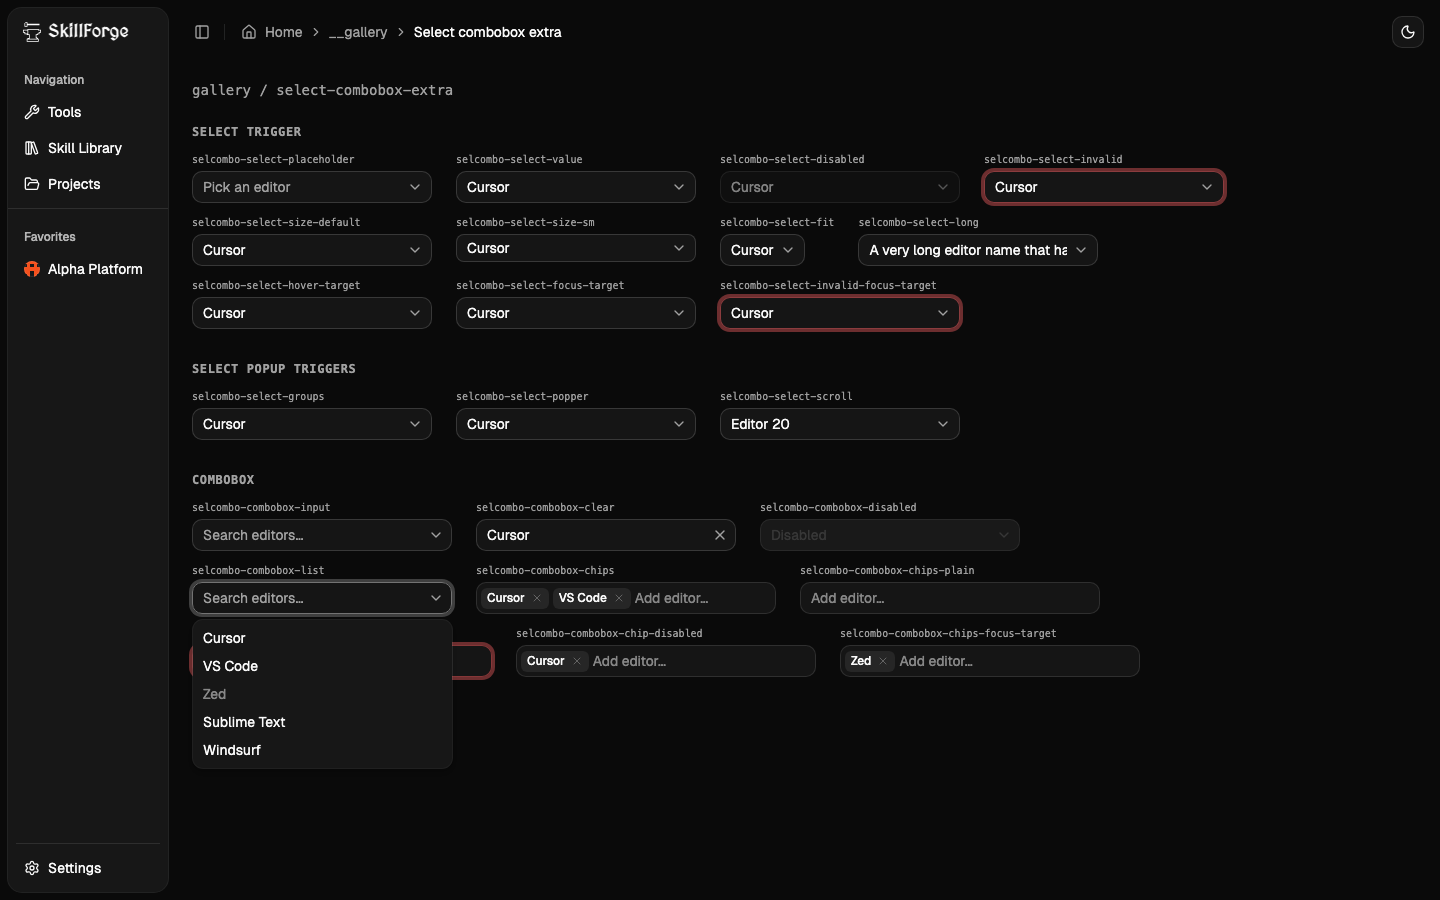 SkillForge
Navigation
Tools
Skill Library
Projects
Favorites
Alpha Platform
Settings
Home > __gallery > Select combobox extra
gallery / select-combobox-extra
SELECT TRIGGER
selcombo-select-placeholder selcombo-select-value selcombo-select-disabled selcombo-select-invalid
Pick an editor Cursor Cursor Cursor
selcombo-select-size-default selcombo-select-size-sm selcombo-select-fit selcombo-select-long
Cursor Cursor Cursor A very long editor name that ha
selcombo-select-hover-target selcombo-select-focus-target selcombo-select-invalid-focus-target
Cursor Cursor Cursor
SELECT POPUP TRIGGERS
selcombo-select-groups selcombo-select-popper selcombo-select-scroll
Cursor Cursor Editor 20
COMBOBOX
selcombo-combobox-input selcombo-combobox-clear selcombo-combobox-disabled
Search editors… Cursor Disabled
selcombo-combobox-list selcombo-combobox-chips selcombo-combobox-chips-plain
Search editors… Cursor VS Code Add editor… Add editor…
selcombo-combobox-chip-disabled selcombo-combobox-chips-focus-target
Cursor Add editor… Zed Add editor…
Cursor
VS Code
Zed
Sublime Text
Windsurf